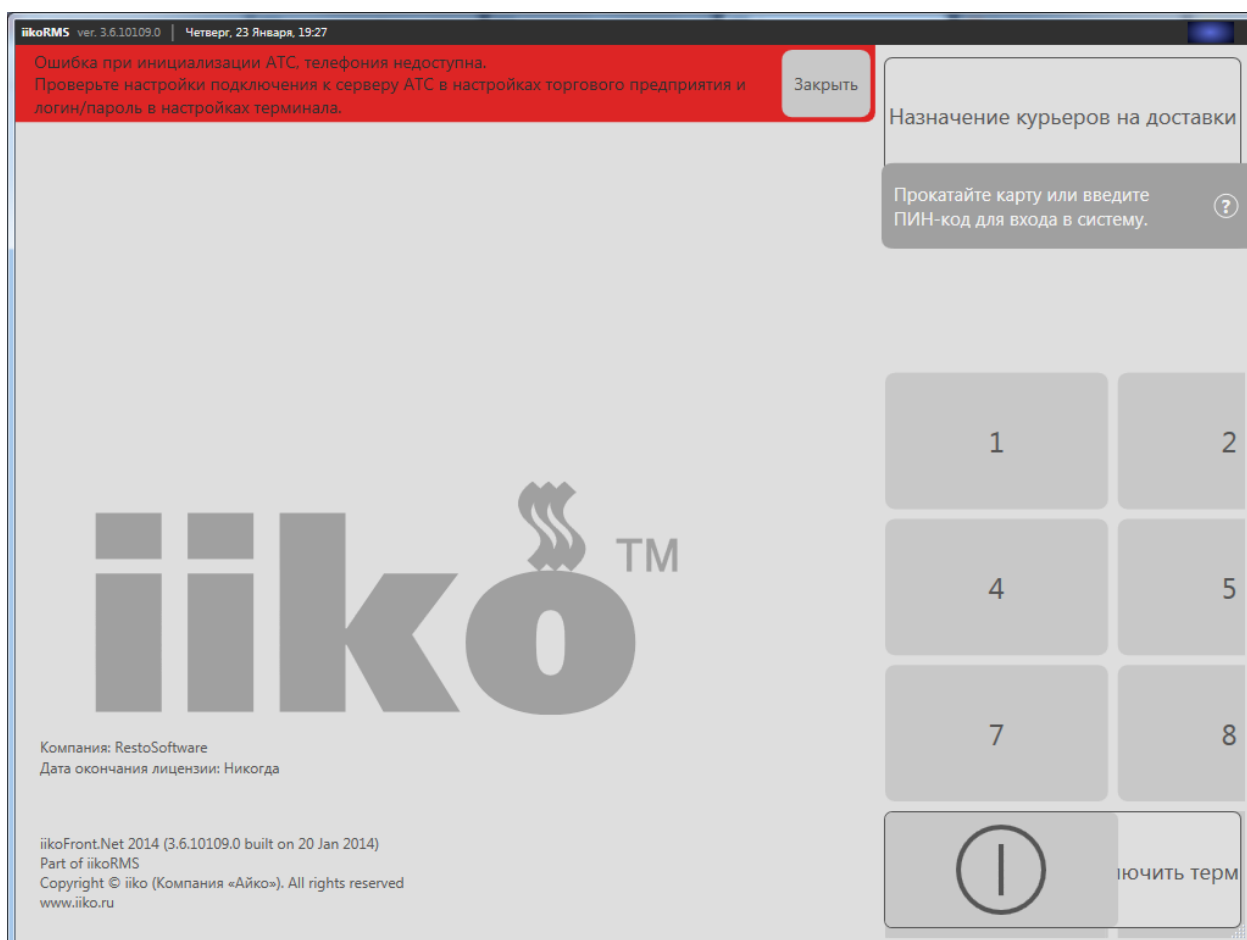 iikoRMS ver. 3.6.10109.0 | Четверг, 23 Января, 19:27
Ошибка при инициализации АТС, телефония недоступна.
Проверьте настройки подключения к серверу АТС в настройках торгового предприятия и
логин/пароль в настройках терминала.
Закрыть
Назначение курьеров на доставки
Прокатайте карту или введите
ПИН-код для входа в систему.
?
1
2
4
5
7
8
iiko TM
Компания: RestoSoftware
Дата окончания лицензии: Никогда
iikoFront.Net 2014 (3.6.10109.0 built on 20 Jan 2014)
Part of iikoRMS
Copyright © iiko (Компания «Айко»). All rights reserved
www.iiko.ru
ючить терм